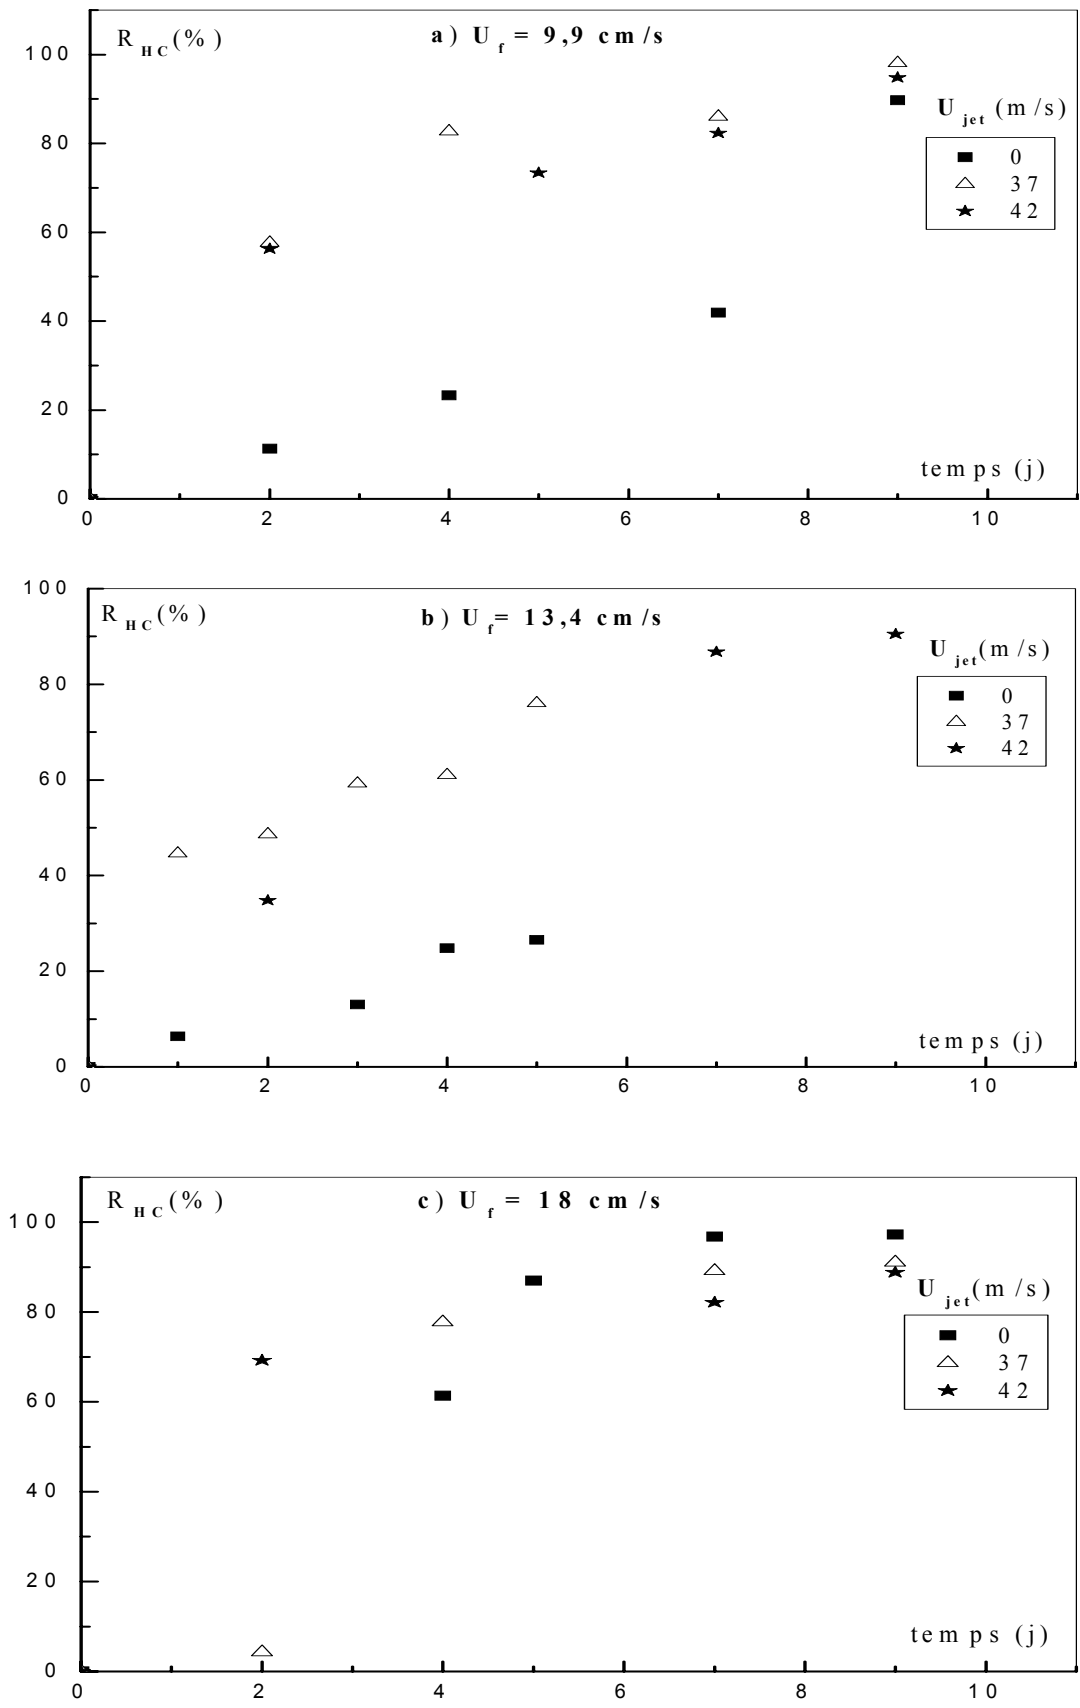 R HC (%)
a) U f = 9,9 cm/s
100
80
60
40
20
0
U jet (m/s)
0
37
42
temps (j)
0 2 4 6 8 10
100
R HC (%)
b) U f = 13,4 cm/s
80
60
40
20
0
U jet (m/s)
0
37
42
temps (j)
0 2 4 6 8 10
R HC (%)
c) U f = 18 cm/s
100
80
60
40
20
0
U jet (m/s)
0
37
42
temps (j)
0 2 4 6 8 10